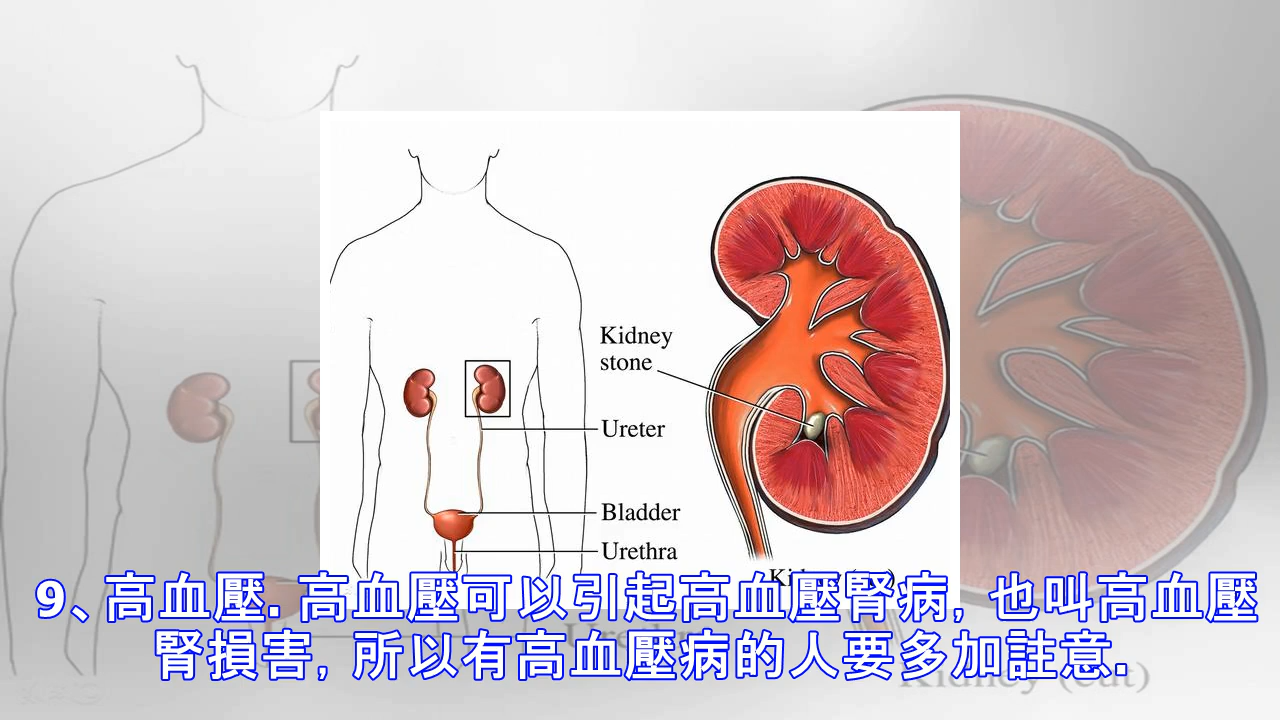 Kidney
stone
Ureter
Bladder
Urethra
9、高血壓. 高血壓可以引起高血壓腎病, 也叫高血壓
腎損害, 所以有高血壓病的人要多加註意.
Kidney (cut)